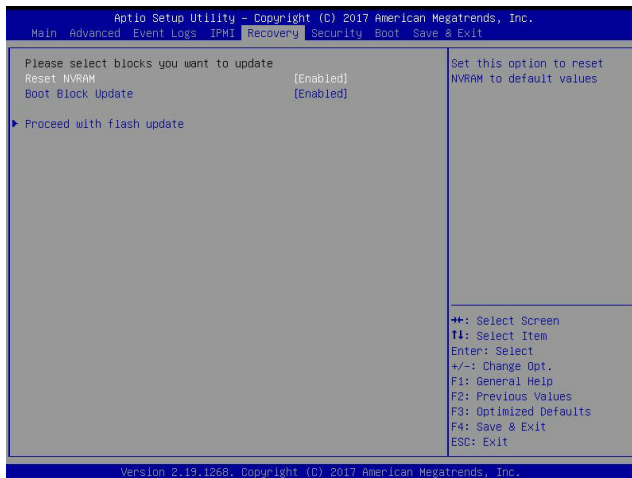 Aptio Setup Utility – Copyright (C) 2017 American Megatrends, Inc.
Main Advanced Event Logs IPMI Recovery Security Boot Save & Exit
Please select blocks you want to update
Reset NVRAM [Enabled]
Boot Block Update [Enabled]
▶ Proceed with flash update
Set this option to reset
NVRAM to default values
→←: Select Screen
↑↓: Select Item
Enter: Select
+/-: Change Opt.
F1: General Help
F2: Previous Values
F3: Optimized Defaults
F4: Save & Exit
ESC: Exit
Version 2.19.1268. Copyright (C) 2017 American Megatrends, Inc.